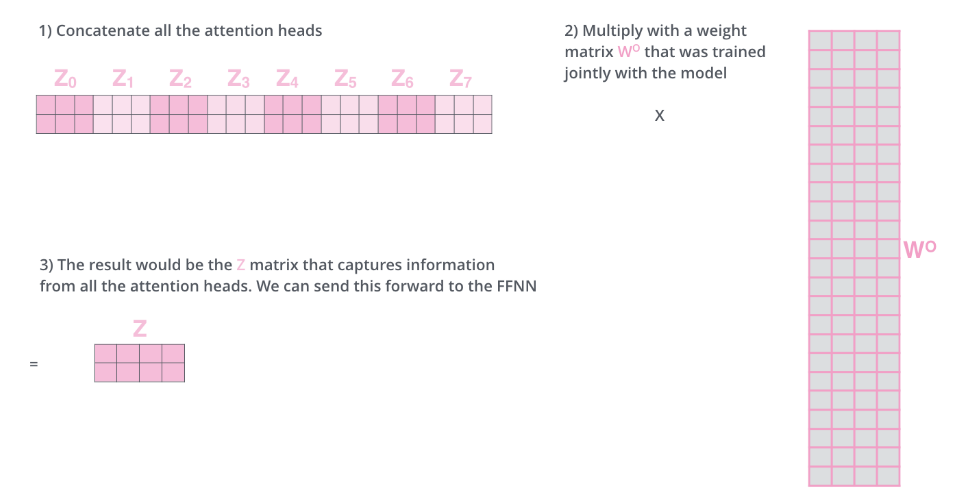 1) Concatenate all the attention heads
Z0 Z1 Z2 Z3 Z4 Z5 Z6 Z7
2) Multiply with a weight
matrix W^O that was trained
jointly with the model
X
W^O
3) The result would be the Z matrix that captures information
from all the attention heads. We can send this forward to the FFNN
Z
=